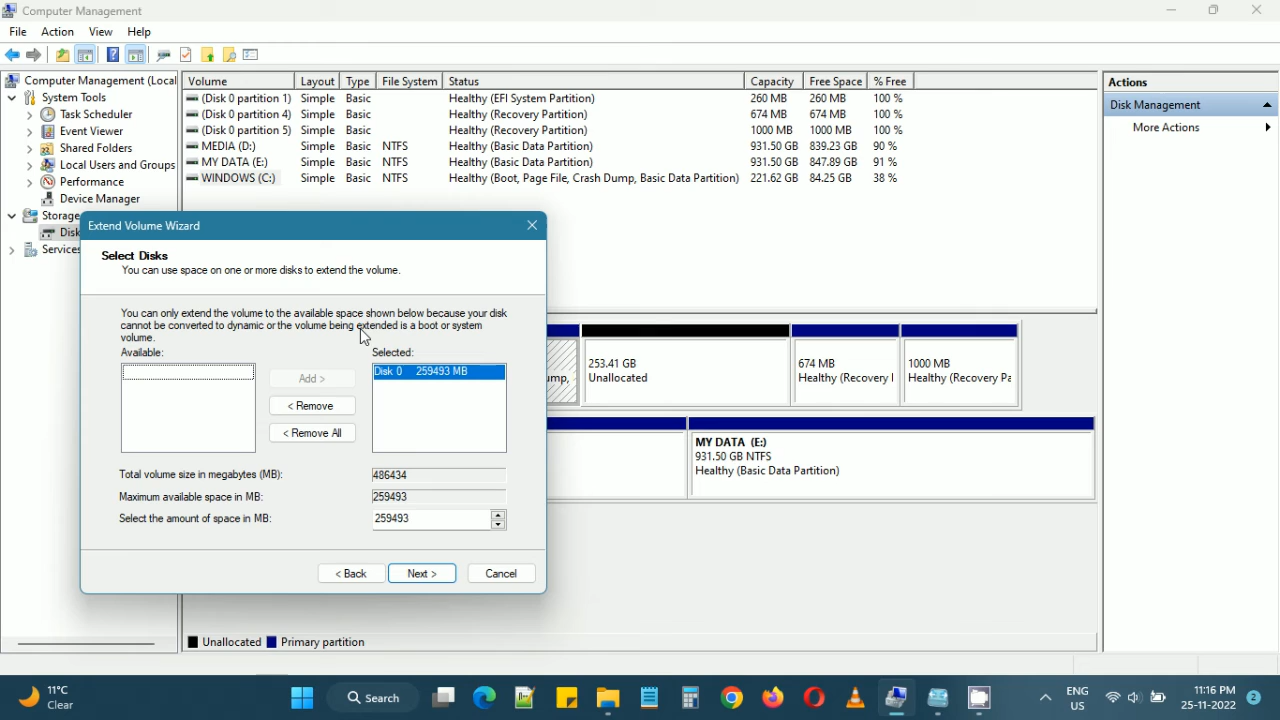 Computer Management
File Action View Help
Computer Management (Local
System Tools
Task Scheduler
Event Viewer
Shared Folders
Local Users and Groups
Performance
Device Manager
Storage
Disk
Services
Volume Layout Type File System Status Capacity Free Space % Free
(Disk 0 partition 1) Simple Basic Healthy (EFI System Partition) 260 MB 260 MB 100 %
(Disk 0 partition 4) Simple Basic Healthy (Recovery Partition) 674 MB 674 MB 100 %
(Disk 0 partition 5) Simple Basic Healthy (Recovery Partition) 1000 MB 1000 MB 100 %
MEDIA (D:) Simple Basic NTFS Healthy (Basic Data Partition) 931.50 GB 839.23 GB 90 %
MY DATA (E:) Simple Basic NTFS Healthy (Basic Data Partition) 931.50 GB 847.89 GB 91 %
WINDOWS (C:) Simple Basic NTFS Healthy (Boot, Page File, Crash Dump, Basic Data Partition) 221.62 GB 84.25 GB 38 %
Actions
Disk Management
More Actions
Extend Volume Wizard
Select Disks
You can use space on one or more disks to extend the volume.
You can only extend the volume to the available space shown below because your disk
cannot be converted to dynamic or the volume being extended is a boot or system
volume.
Available: Selected:
Disk 0 259493 MB
Add >
< Remove
< Remove All
Total volume size in megabytes (MB): 486434
Maximum available space in MB: 259493
Select the amount of space in MB: 259493
< Back Next > Cancel
ump,
253.41 GB
Unallocated
674 MB
Healthy (Recovery I
1000 MB
Healthy (Recovery Pa
MY DATA (E:)
931.50 GB NTFS
Healthy (Basic Data Partition)
Unallocated Primary partition
11°C
Clear
Search
ENG
US
11:16 PM
25-11-2022
2